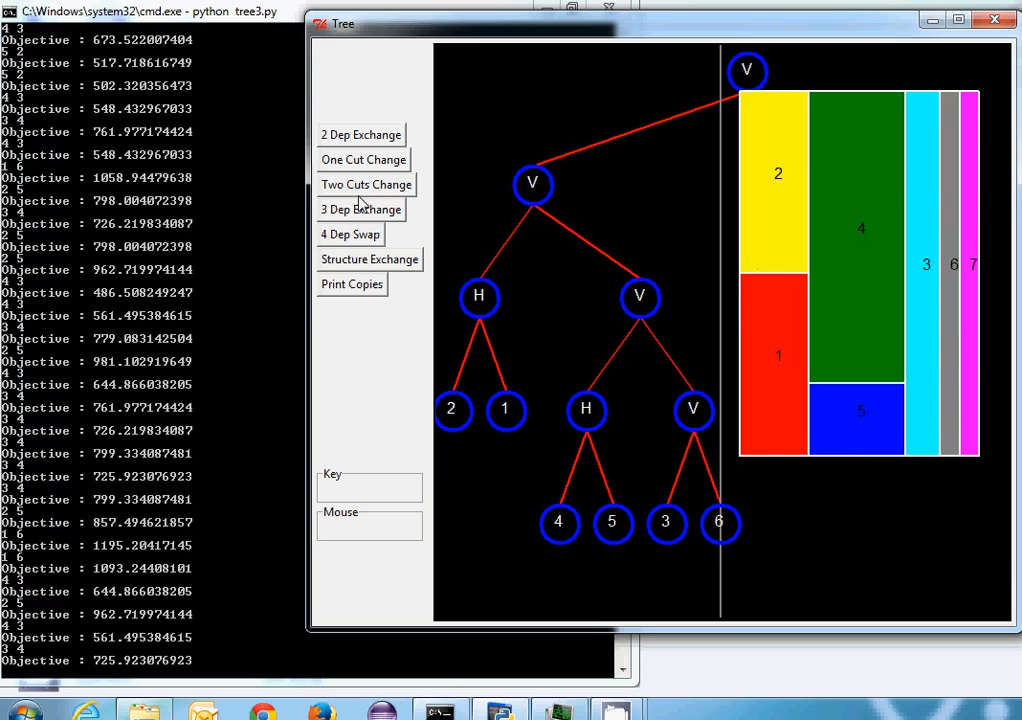 C:\Windows\system32\cmd.exe - python  tree3.py
4 3
Objective : 673.522007404
5 2
Objective : 517.718616749
5 2
Objective : 502.320356473
4 3
Objective : 548.432967033
3 4
Objective : 761.977174424
4 3
Objective : 548.432967033
1 6
Objective : 1058.94479638
2 5
Objective : 798.004072398
3 4
Objective : 726.219834087
2 5
Objective : 798.004072398
2 5
Objective : 962.719974144
4 3
Objective : 486.508249247
4 3
Objective : 561.495384615
3 4
Objective : 779.083142504
2 5
Objective : 981.102919649
4 3
Objective : 644.866038205
3 4
Objective : 761.977174424
3 4
Objective : 726.219834087
3 4
Objective : 799.334087481
3 4
Objective : 725.923076923
3 4
Objective : 799.334087481
2 5
Objective : 857.494621857
1 6
Objective : 1195.20417145
1 6
Objective : 1093.24408101
4 3
Objective : 644.866038205
2 5
Objective : 962.719974144
4 3
Objective : 561.495384615
3 4
Objective : 725.923076923
Tree
2 Dep Exchange
One Cut Change
Two Cuts Change
3 Dep Exchange
4 Dep Swap
Structure Exchange
Print Copies
Key
Mouse
V
V
H V
2 1 H V
4 5 3 6
2
4
3 6 7
1
5